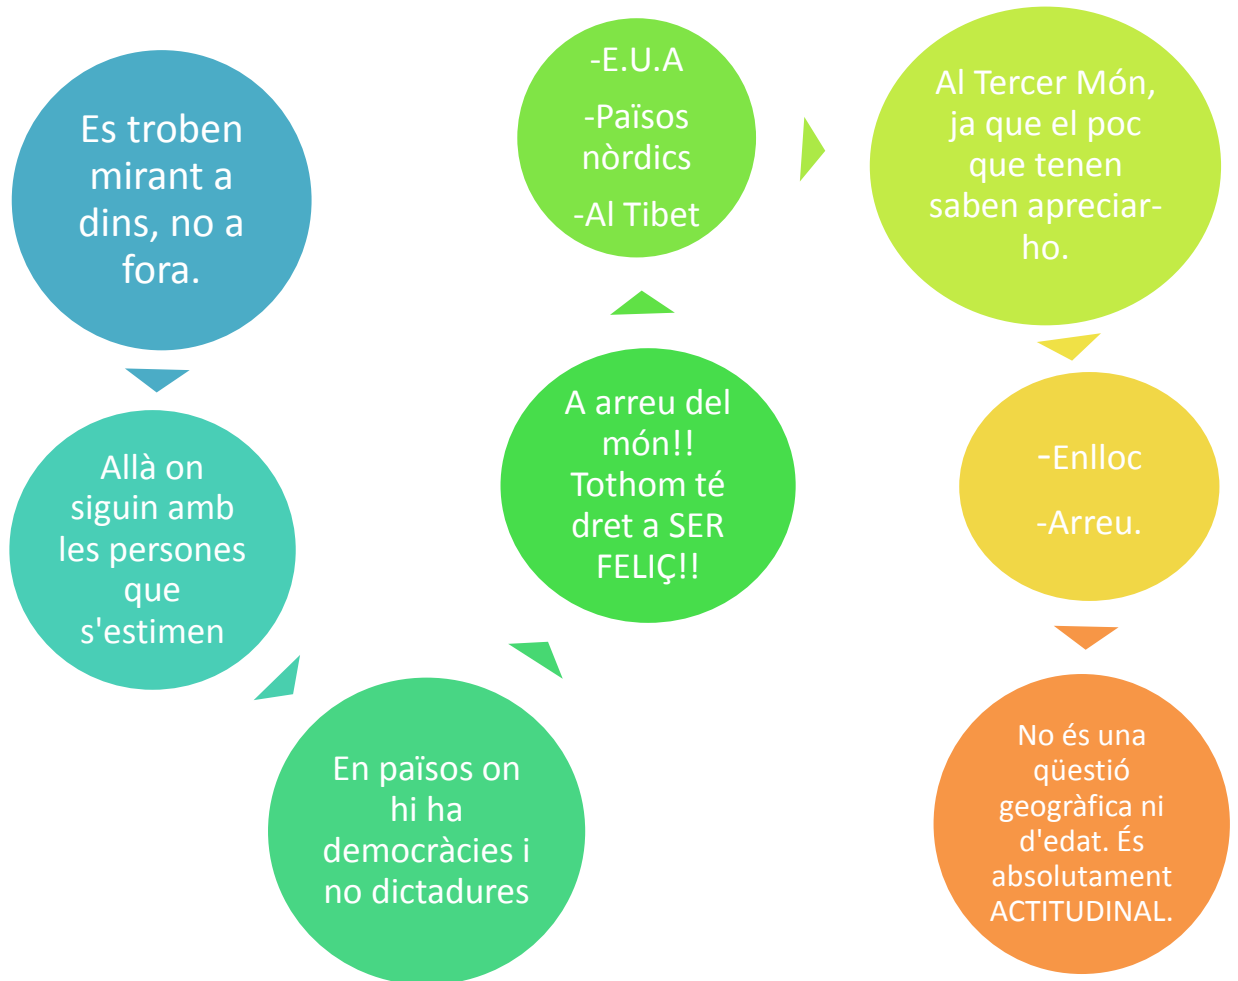 Es troben
mirant a
dins, no a
fora.
Allà on
siguin amb
les persones
que
s'estimen
En països on
hi ha
democràcies i
no dictadures
A arreu del
món!!
Tothom té
dret a SER
FELIÇ!!
-E.U.A
-Països
nòrdics
-Al Tibet
Al Tercer Món,
ja que el poc
que tenen
saben apreciar-
ho.
-Enlloc
-Arreu.
No és una
qüestió
geogràfica ni
d'edat. És
absolutament
ACTITUDINAL.